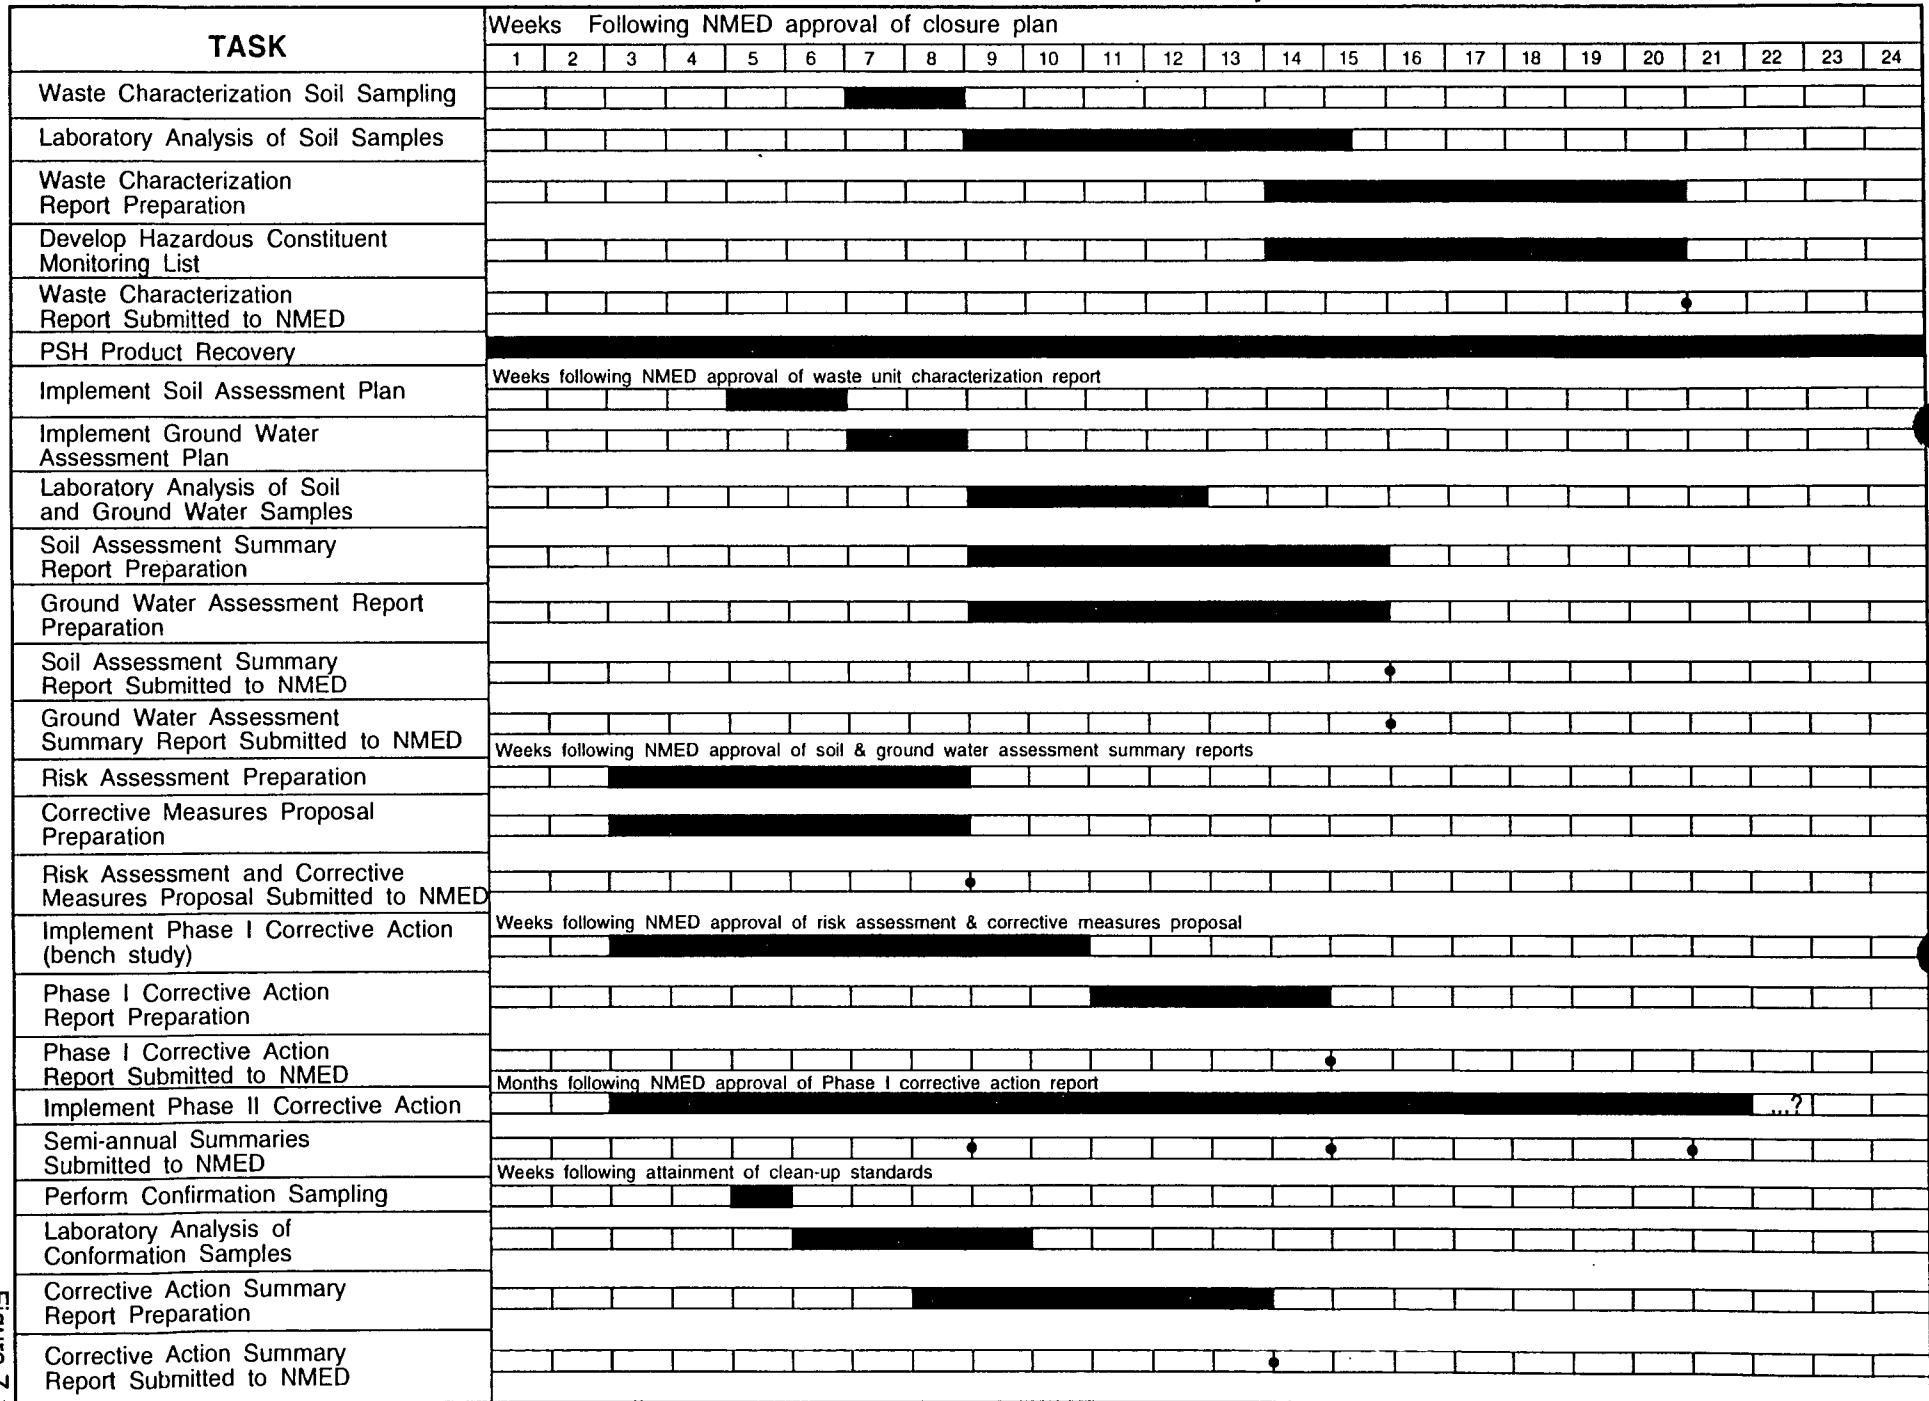 Weeks Following NMED approval of closure plan
TASK
1 2 3 4 5 6 7 8 9 10 11 12 13 14 15 16 17 18 19 20 21 22 23 24
Waste Characterization Soil Sampling
Laboratory Analysis of Soil Samples
Waste Characterization
Report Preparation
Develop Hazardous Constituent
Monitoring List
Waste Characterization
Report Submitted to NMED
PSH Product Recovery
Weeks following NMED approval of waste unit characterization report
Implement Soil Assessment Plan
Implement Ground Water
Assessment Plan
Laboratory Analysis of Soil
and Ground Water Samples
Soil Assessment Summary
Report Preparation
Ground Water Assessment Report
Preparation
Soil Assessment Summary
Report Submitted to NMED
Ground Water Assessment
Summary Report Submitted to NMED
Weeks following NMED approval of soil & ground water assessment summary reports
Risk Assessment Preparation
Corrective Measures Proposal
Preparation
Risk Assessment and Corrective
Measures Proposal Submitted to NMED
Weeks following NMED approval of risk assessment & corrective measures proposal
Implement Phase I Corrective Action
(bench study)
Phase I Corrective Action
Report Preparation
Phase I Corrective Action
Report Submitted to NMED
Months following NMED approval of Phase I corrective action report
Implement Phase II Corrective Action
...?
Semi-annual Summaries
Submitted to NMED
Weeks following attainment of clean-up standards
Perform Confirmation Sampling
Laboratory Analysis of
Conformation Samples
Corrective Action Summary
Report Preparation
Corrective Action Summary
Report Submitted to NMED